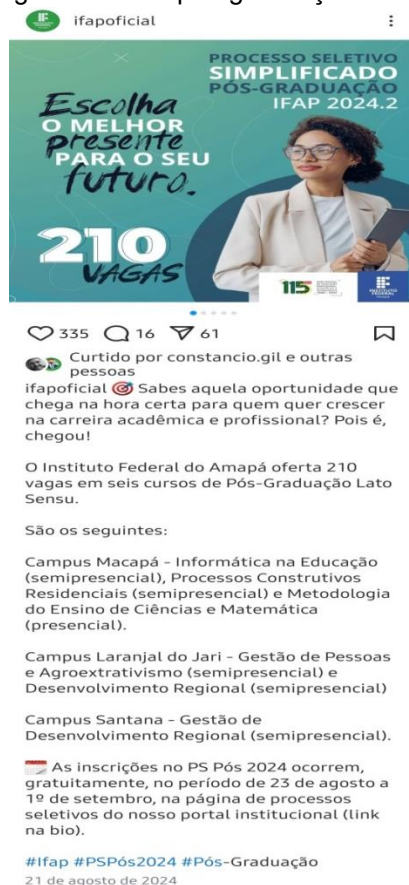 ifapoficial
PROCESSO SELETIVO
SIMPLIFICADO
PÓS-GRADUAÇÃO
IFAP 2024.2
Escolha
O MELHOR
presente
PARA O SEU
futuro.
210
VAGAS
115
INSTITUTO
FEDERAL
335 16 61
Curtido por constancio.gil e outras
pessoas
ifapoficial 🎯 Sabes aquela oportunidade que
chega na hora certa para quem quer crescer
na carreira acadêmica e profissional? Pois é,
chegou!
O Instituto Federal do Amapá oferta 210
vagas em seis cursos de Pós-Graduação Lato
Sensu.
São os seguintes:
Campus Macapá - Informática na Educação
(semipresencial), Processos Construtivos
Residenciais (semipresencial) e Metodologia
do Ensino de Ciências e Matemática
(presencial).
Campus Laranjal do Jari - Gestão de Pessoas
e Agroextrativismo (semipresencial) e
Desenvolvimento Regional (semipresencial)
Campus Santana - Gestão de
Desenvolvimento Regional (semipresencial).
📅 As inscrições no PS Pós 2024 ocorrem,
gratuitamente, no período de 23 de agosto a
1º de setembro, na página de processos
seletivos do nosso portal institucional (link
na bio).
#Ifap #PSPós2024 #Pós-Graduação
21 de agosto de 2024